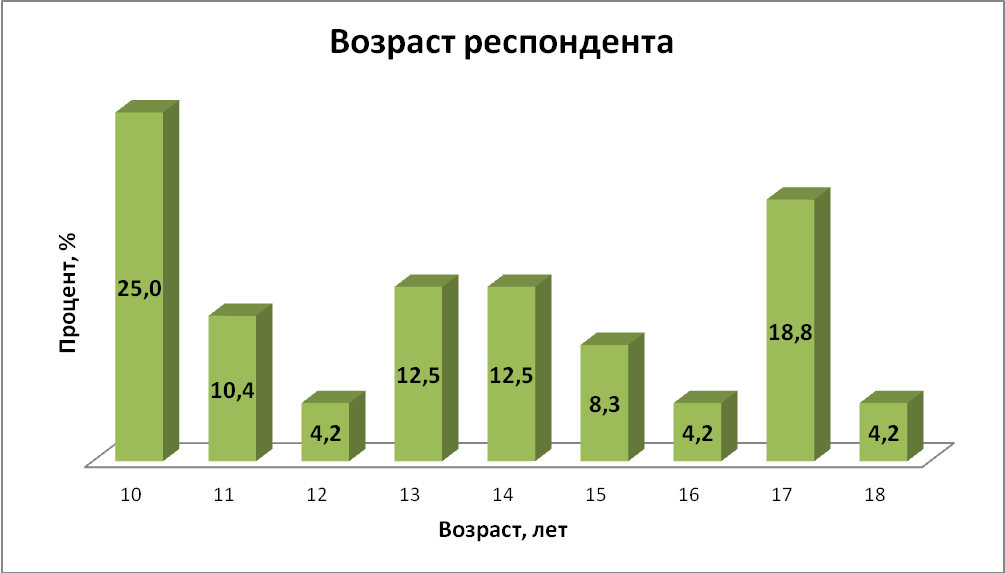 Возраст респондента
Процент, %
25,0
10,4
4,2
12,5
12,5
8,3
4,2
18,8
4,2
10 11 12 13 14 15 16 17 18
Возраст, лет